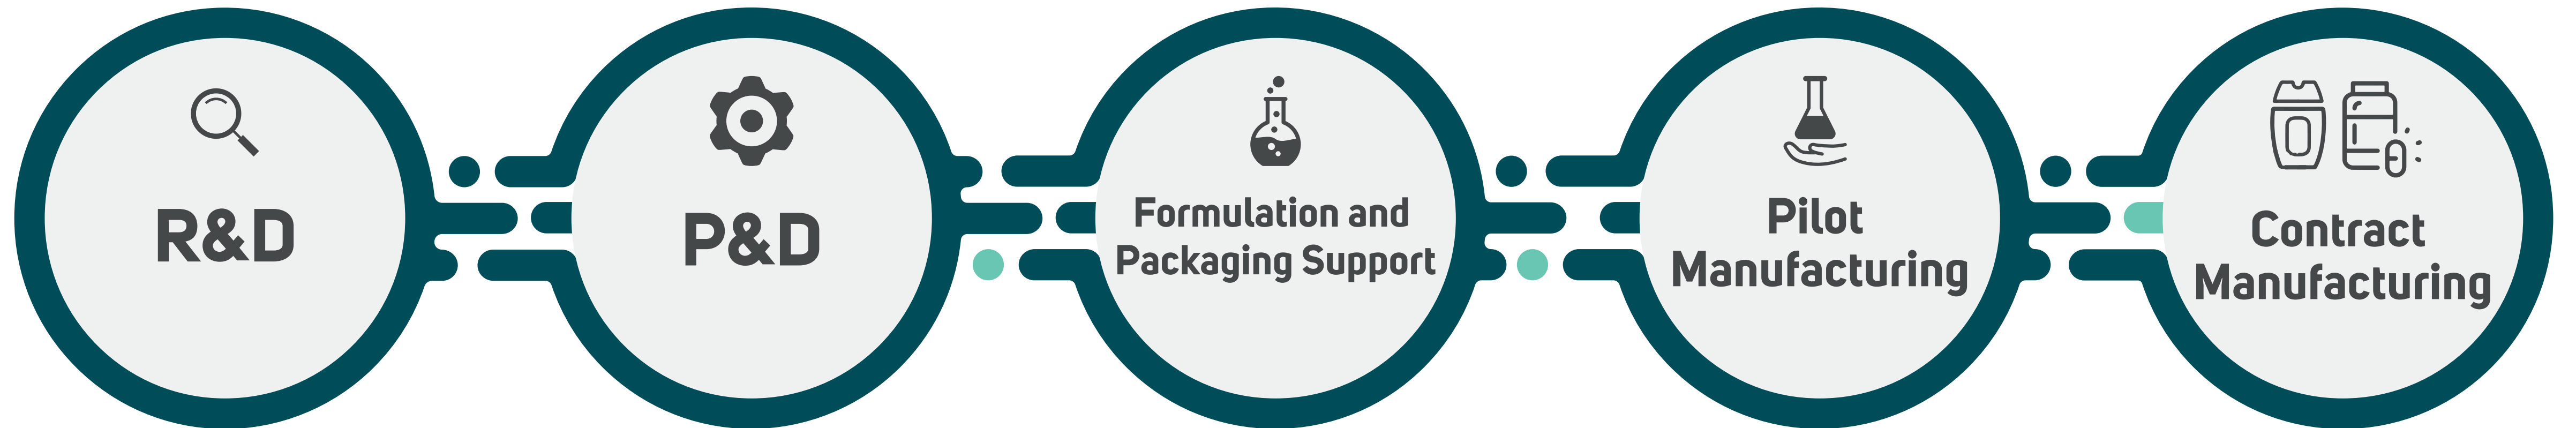 R&D
P&D
Formulation and
Packaging Support
Pilot
Manufacturing
Contract
Manufacturing